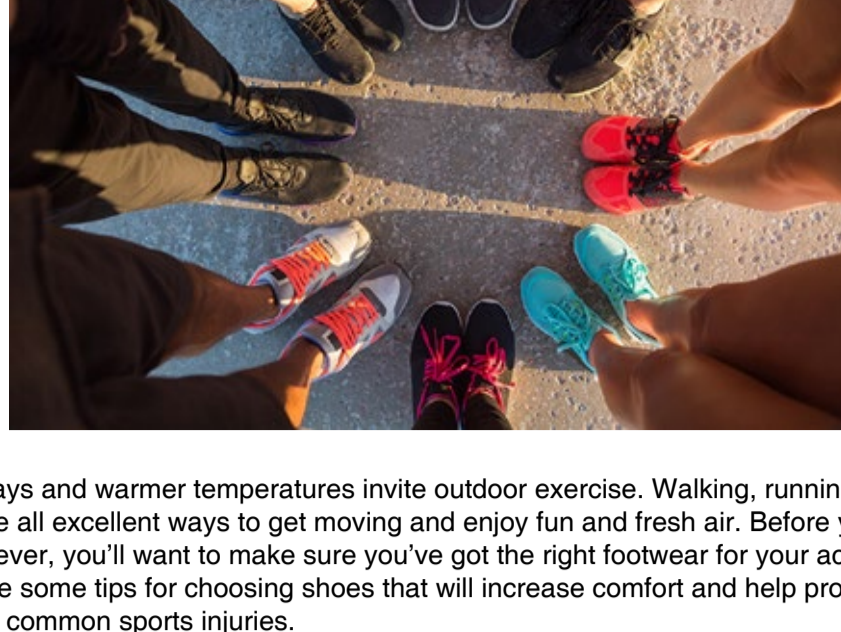 ays and warmer temperatures invite outdoor exercise. Walking, runnin
e all excellent ways to get moving and enjoy fun and fresh air. Before y
ever, you'll want to make sure you've got the right footwear for your ac
e some tips for choosing shoes that will increase comfort and help pro
common sports injuries.